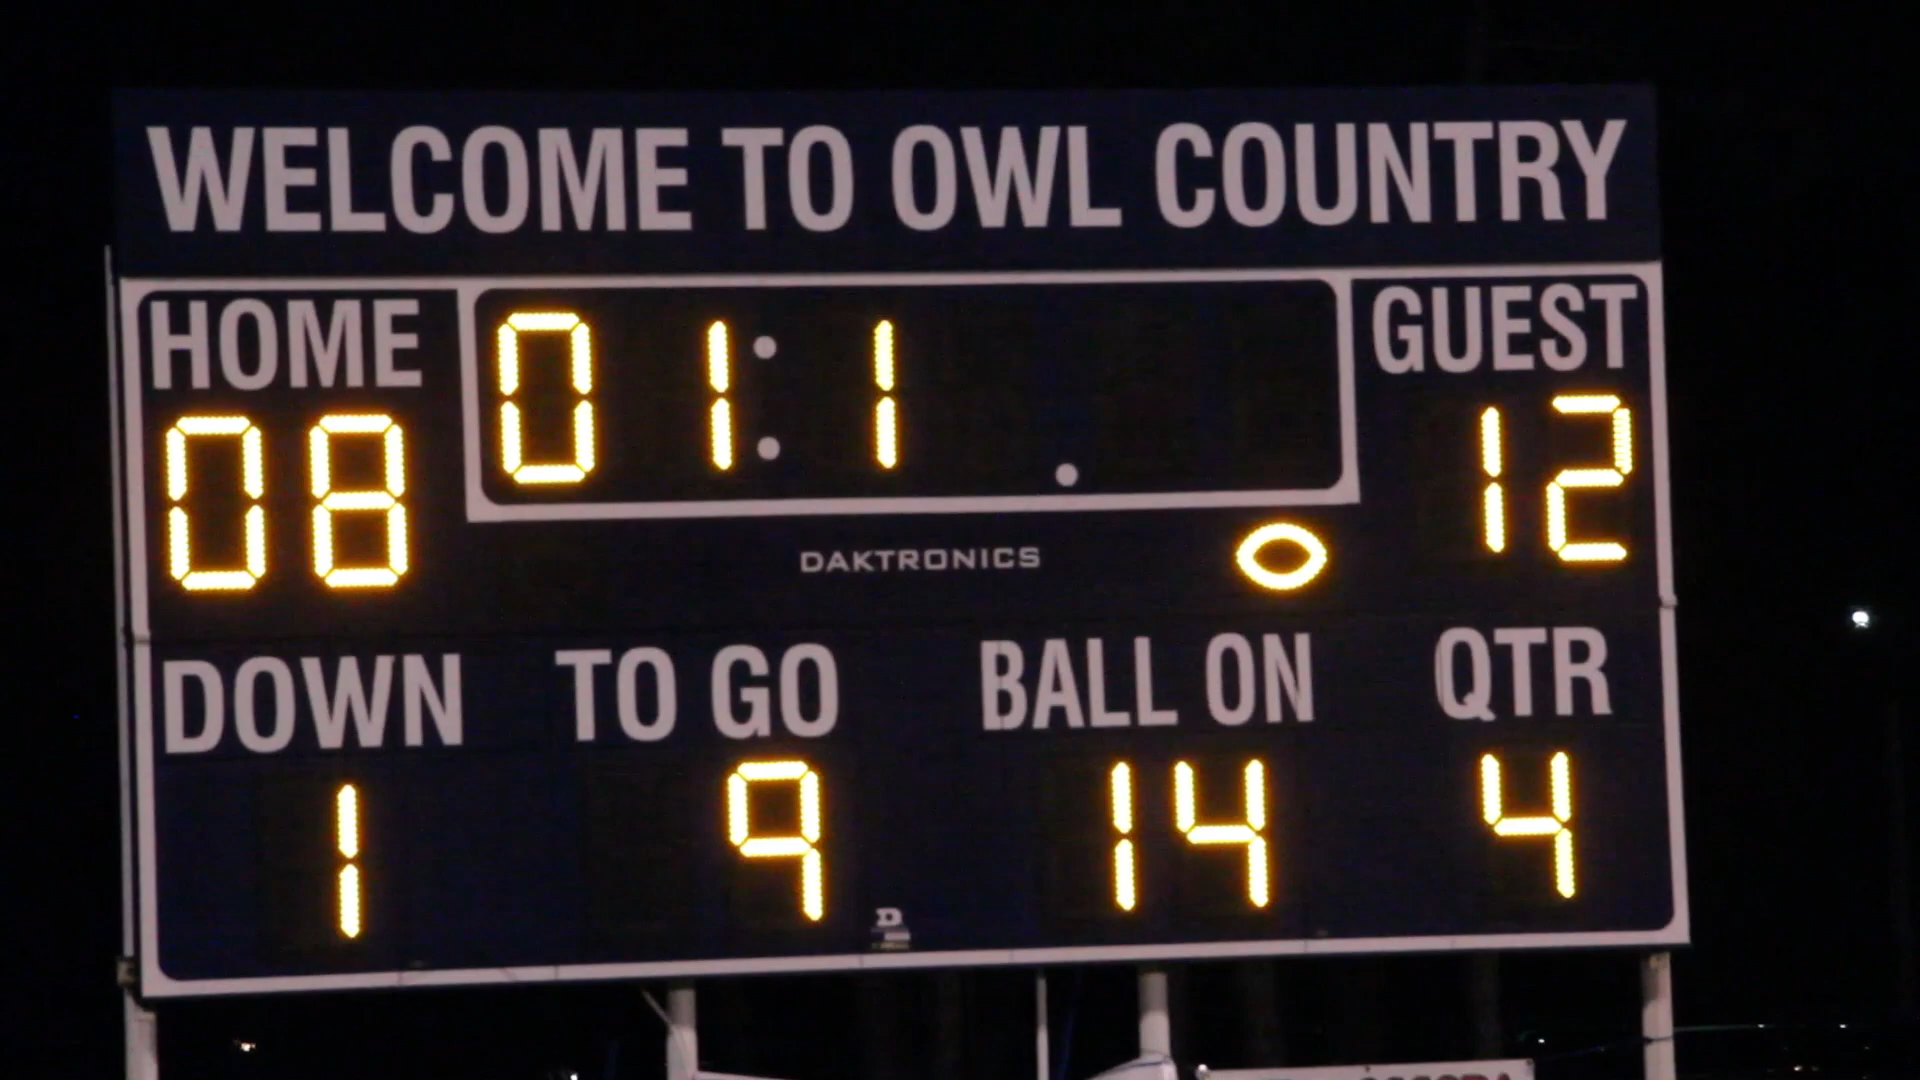 WELCOME TO OWL COUNTRY
HOME 01:1 . GUEST
08 12
DAKTRONICS
DOWN TO GO BALL ON QTR
1 9 14 4